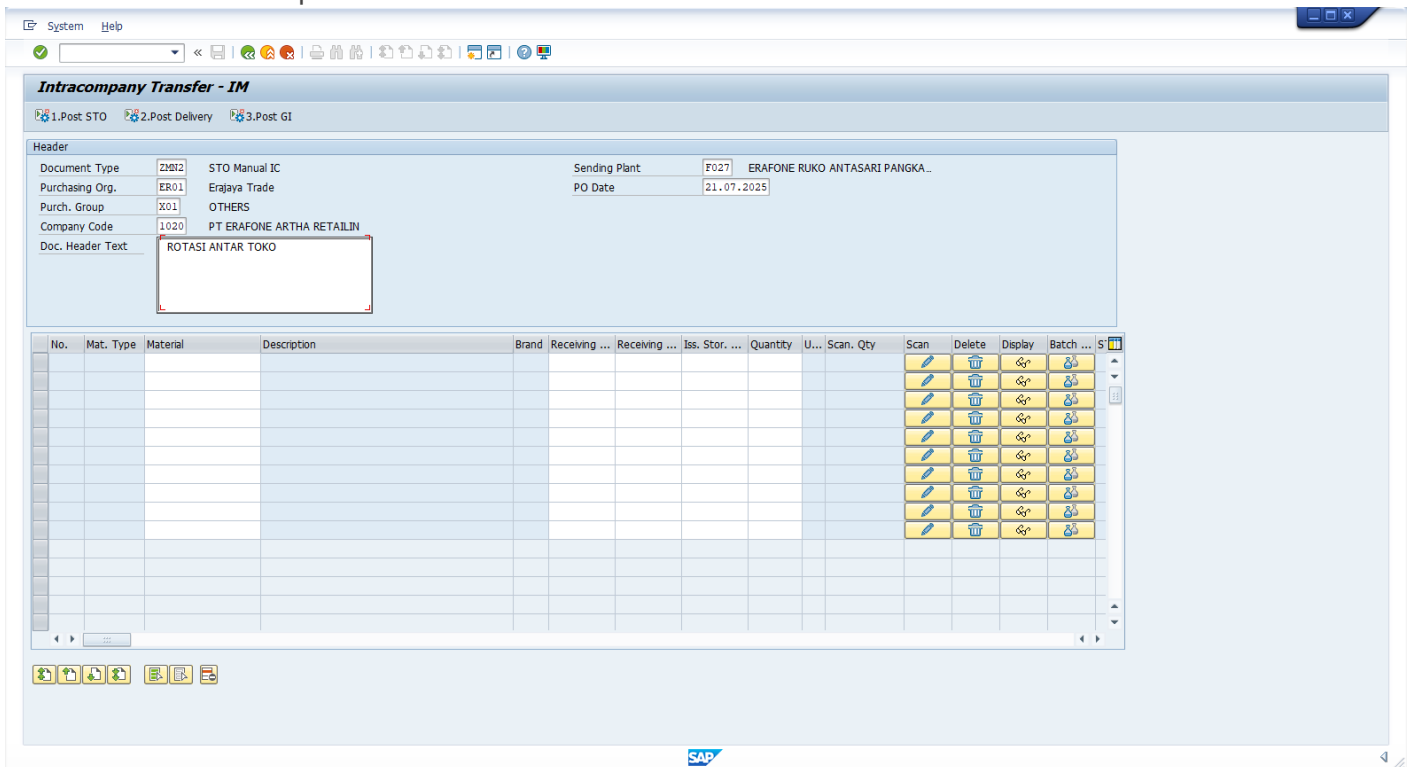 System Help
Intracompany Transfer - IM
1.Post STO 2.Post Delivery 3.Post GI
Header
Document Type ZMN2 STO Manual IC Sending Plant F027 ERAFONE RUKO ANTASARI PANGKA...
Purchasing Org. ER01 Erajaya Trade PO Date 21.07.2025
Purch. Group X01 OTHERS
Company Code 1020 PT ERAFONE ARTHA RETAILIN
Doc. Header Text ROTASI ANTAR TOKO
No. Mat. Type Material Description Brand Receiving ... Receiving ... Iss. Stor. ... Quantity U... Scan. Qty Scan Delete Display Batch ...
SAP